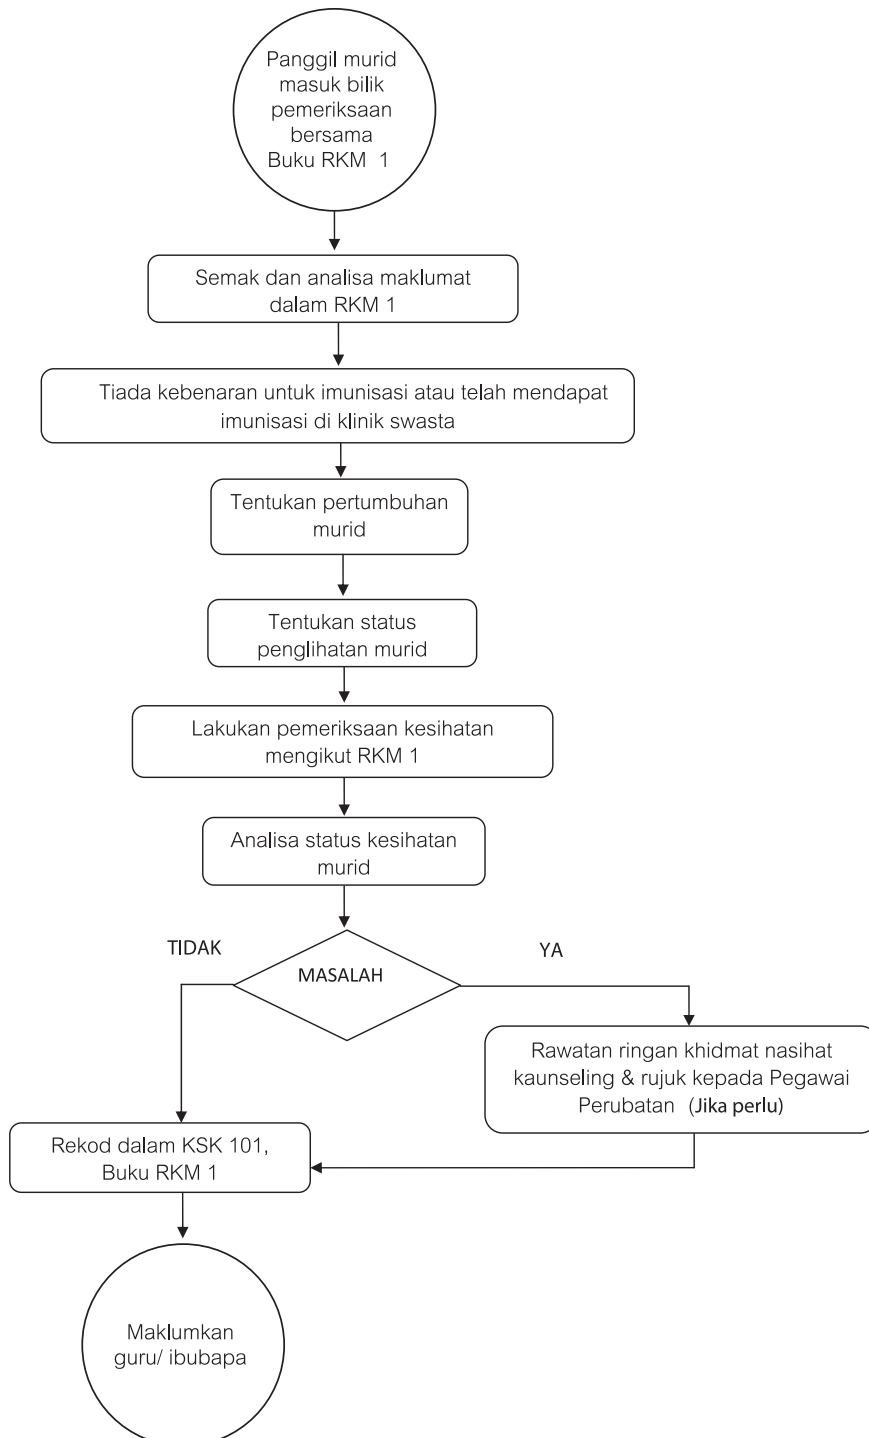 Panggil murid
masuk bilik
pemeriksaan
bersama
Buku RKM 1
Semak dan analisa maklumat
dalam RKM 1
Tiada kebenaran untuk imunisasi atau telah mendapat
imunisasi di klinik swasta
Tentukan pertumbuhan
murid
Tentukan status
penglihatan murid
Lakukan pemeriksaan kesihatan
mengikut RKM 1
Analisa status kesihatan
murid
TIDAK
MASALAH
YA
Rawatan ringan khidmat nasihat
kaunseling & rujuk kepada Pegawai
Perubatan (Jika perlu)
Rekod dalam KSK 101,
Buku RKM 1
Maklumkan
guru/ ibubapa